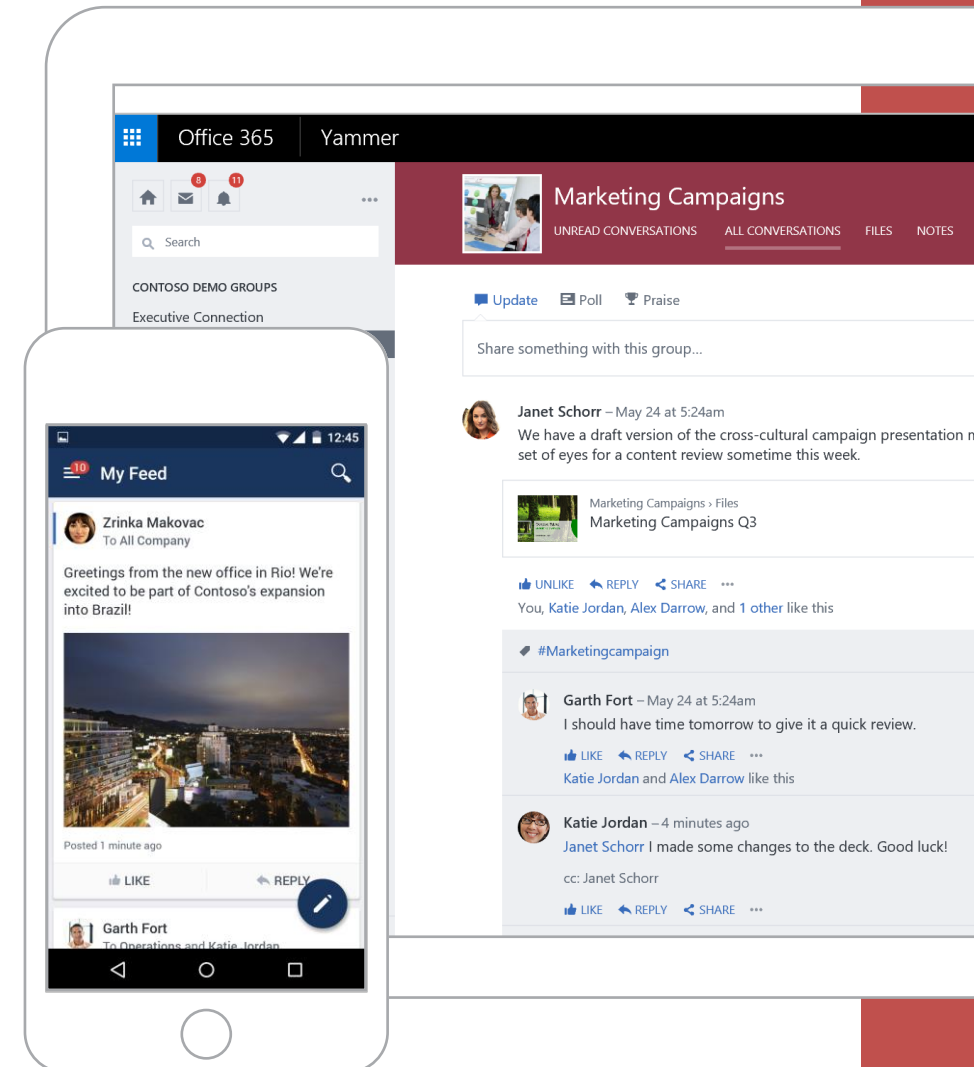 Office 365
Yammer
8
11
Search
CONTOSO DEMO GROUPS
Executive Connection
Marketing Campaigns
UNREAD CONVERSATIONS ALL CONVERSATIONS FILES NOTES
Update Poll Praise
Share something with this group...
Janet Schorr – May 24 at 5:24am
We have a draft version of the cross-cultural campaign presentation
set of eyes for a content review sometime this week.
Marketing Campaigns › Files
Marketing Campaigns Q3
UNLIKE REPLY SHARE
You, Katie Jordan, Alex Darrow, and 1 other like this
#Marketingcampaign
Garth Fort – May 24 at 5:24am
I should have time tomorrow to give it a quick review.
LIKE REPLY SHARE
Katie Jordan and Alex Darrow like this
Katie Jordan – 4 minutes ago
Janet Schorr I made some changes to the deck. Good luck!
cc: Janet Schorr
LIKE REPLY SHARE
12:45
10 My Feed
Zrinka Makovac
To All Company
Greetings from the new office in Rio! We're
excited to be part of Contoso's expansion
into Brazil!
Posted 1 minute ago
LIKE REPLY
Garth Fort
To Operations and Katie Jordan